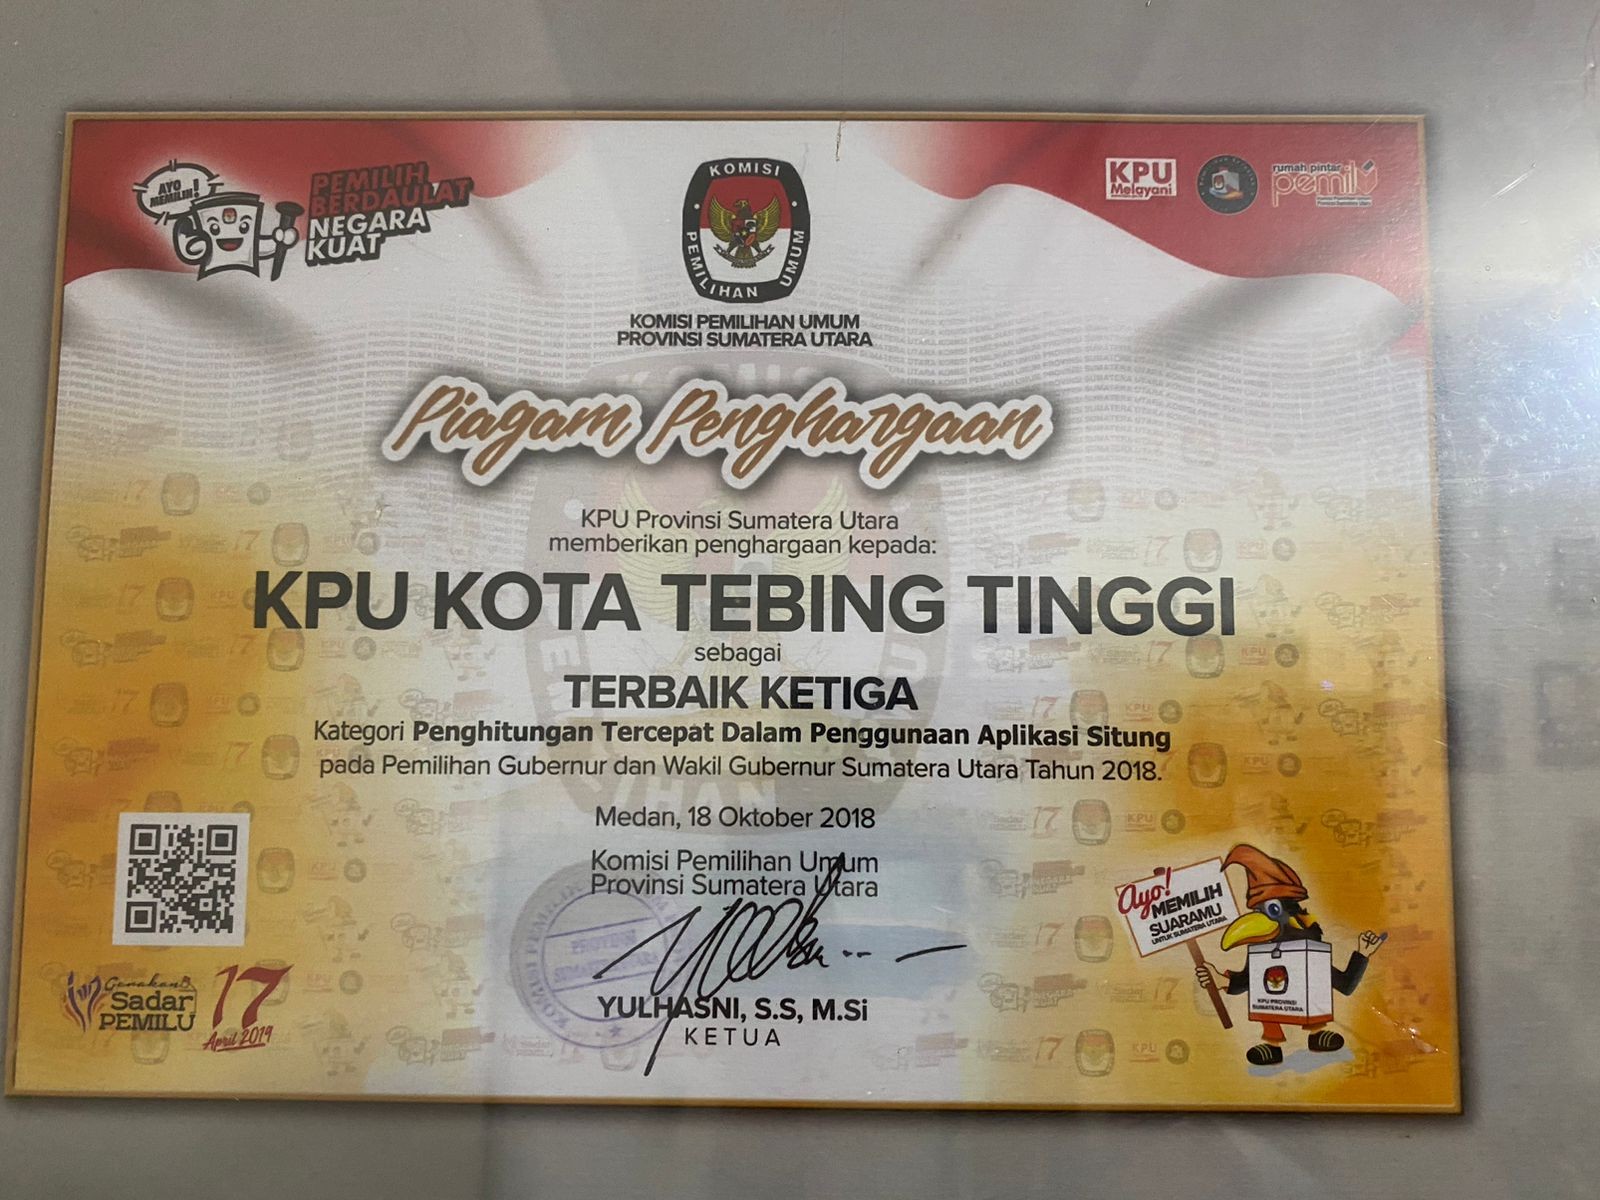 AYO
MEMILIH!
PEMILIH
BERDAULAT
NEGARA
KUAT
KOMISI
PEMILIHAN UMUM
KPU
Melayani
rumah pintar
pemilu
KOMISI PEMILIHAN UMUM
PROVINSI SUMATERA UTARA
Piagam Penghargaan
KPU Provinsi Sumatera Utara
memberikan penghargaan kepada:
KPU KOTA TEBING TINGGI
sebagai
TERBAIK KETIGA
Kategori Penghitungan Tercepat Dalam Penggunaan Aplikasi Situng
pada Pemilihan Gubernur dan Wakil Gubernur Sumatera Utara Tahun 2018.
Medan, 18 Oktober 2018
Komisi Pemilihan Umum
Provinsi Sumatera Utara
YULHASNI, S.S, M.Si
KETUA
Gerakan
Sadar
PEMILU
17
April 2019
Ayo!
MEMILIH
SUARAMU
UNTUK SUMATERA UTARA
KPU PROVINSI
SUMATERA UTARA